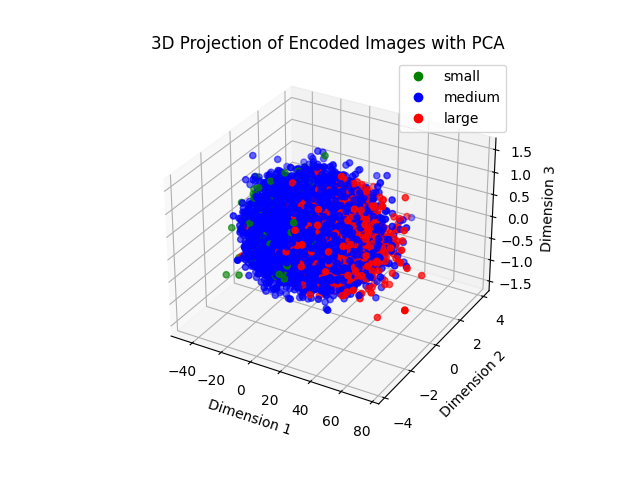 3D Projection of Encoded Images with PCA
small
medium
large
1.5
1.0
0.5
0.0
−0.5
−1.0
−1.5
Dimension 3
4
2
0
−2
−4
Dimension 2
−40
−20
0
20
40
60
80
Dimension 1